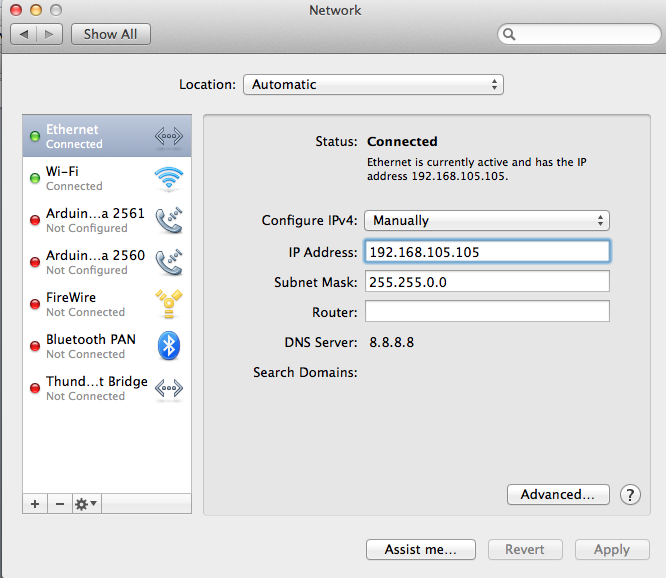 Network
Show All
Location: Automatic
Ethernet
Connected
Wi-Fi
Connected
Arduin...a 2561
Not Configured
Arduin...a 2560
Not Configured
FireWire
Not Connected
Bluetooth PAN
Not Connected
Thund...t Bridge
Not Connected
Status: Connected
Ethernet is currently active and has the IP
address 192.168.105.105.
Configure IPv4: Manually
IP Address: 192.168.105.105
Subnet Mask: 255.255.0.0
Router:
DNS Server: 8.8.8.8
Search Domains:
Advanced...
?
Assist me...
Revert
Apply